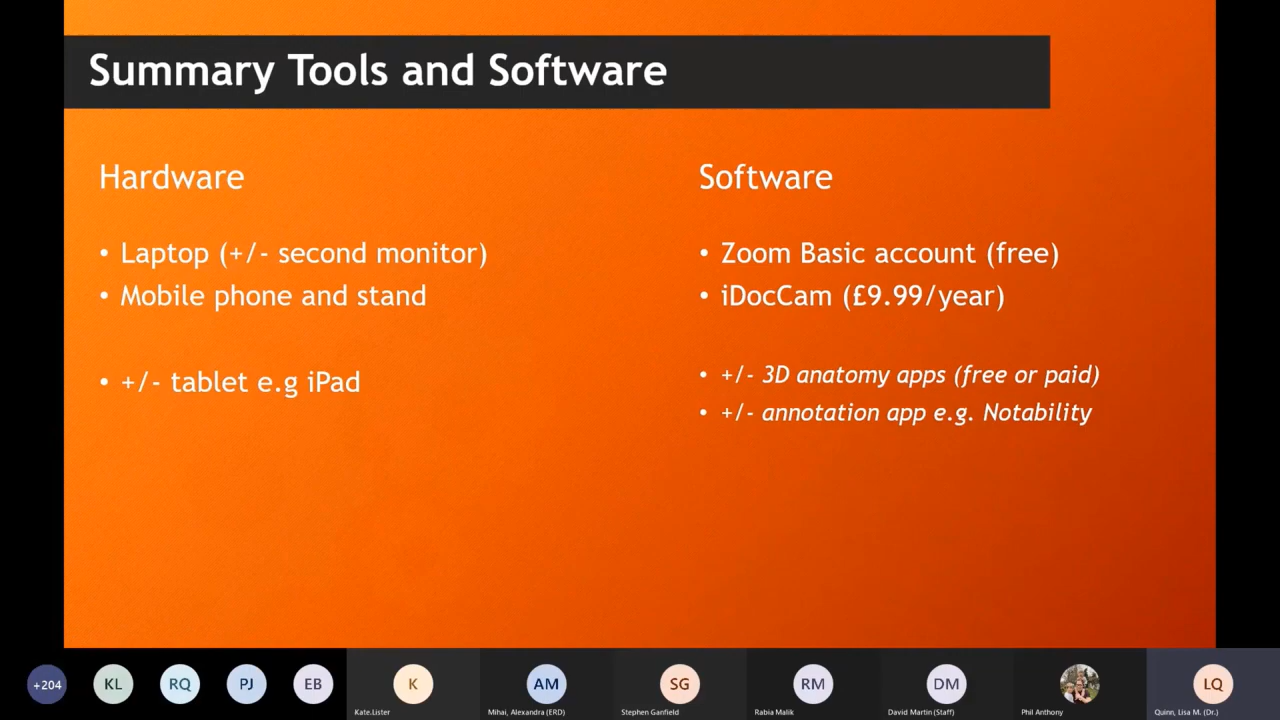 Summary Tools and Software
Hardware
• Laptop (+/- second monitor)
• Mobile phone and stand
• +/- tablet e.g iPad
Software
• Zoom Basic account (free)
• iDocCam (£9.99/year)
• +/- 3D anatomy apps (free or paid)
• +/- annotation app e.g. Notability
+204
KL
RQ
PJ
EB
K
Kate.Lister
AM
Mihai, Alexandra (ERD)
SG
Stephen Ganfield
RM
Rabia Malik
DM
David Martin (Staff)
Phil Anthony
LQ
Quinn, Lisa M. (Dr.)